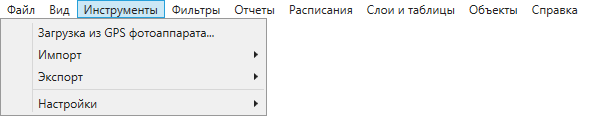 Файл Вид Инструменты Фильтры Отчеты Расписания Слои и таблицы Объекты Справка
Загрузка из GPS фотоаппарата...
Импорт
Экспорт
Настройки